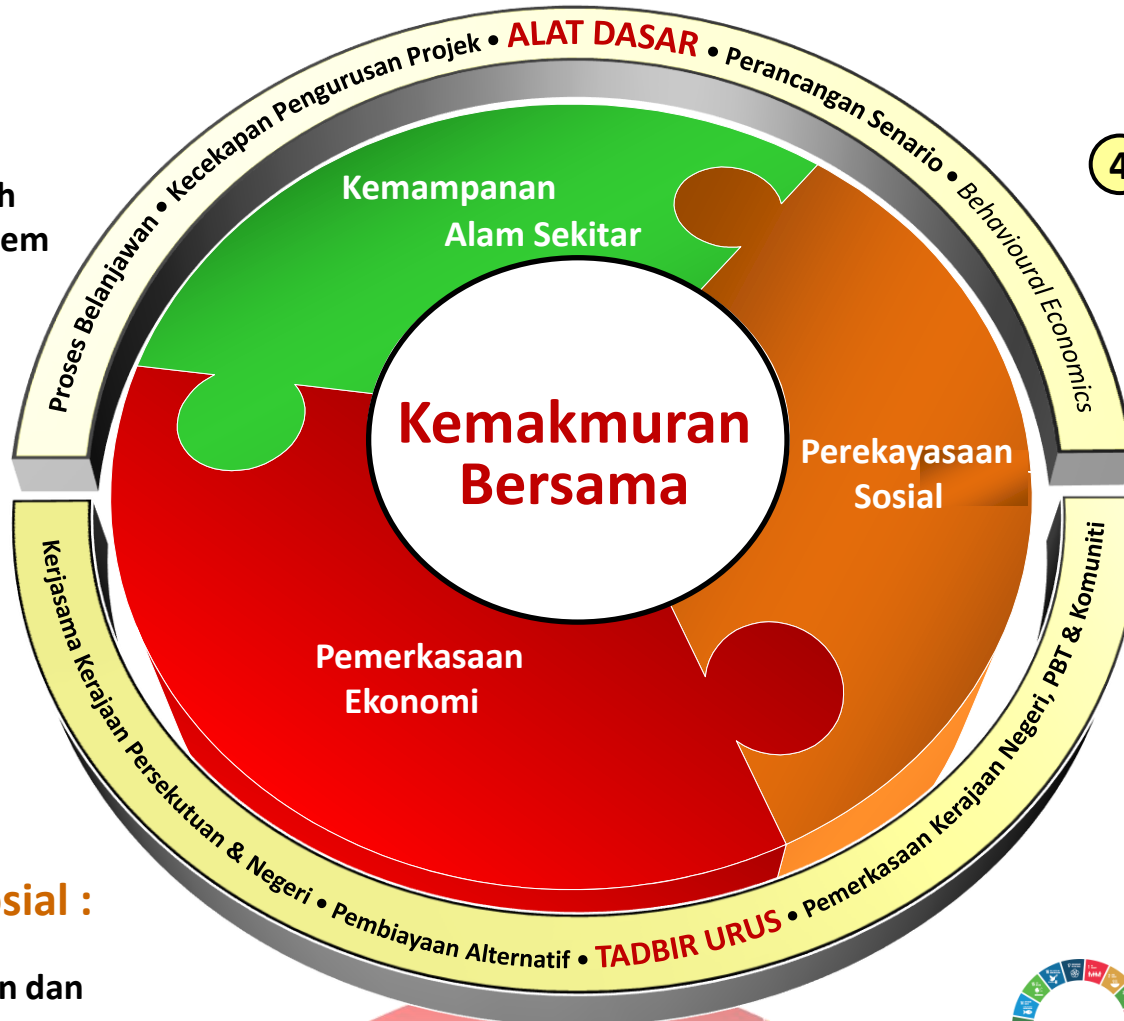 Proses Belanjawan • Kecekapan Pengurusan Projek • ALAT DASAR • Perancangan Senario • Behavioural Economics
4
h
em
Kemampanan
Alam Sekitar
Kemakmuran
Bersama
Perekayasaan
Sosial
Pemerkasaan
Ekonomi
Kerjasama Kerajaan Persekutuan & Negeri • Pembiayaan Alternatif • TADBIR URUS • Pemerkasaan Kerajaan Negeri, PBT & Komuniti
sial :
n dan